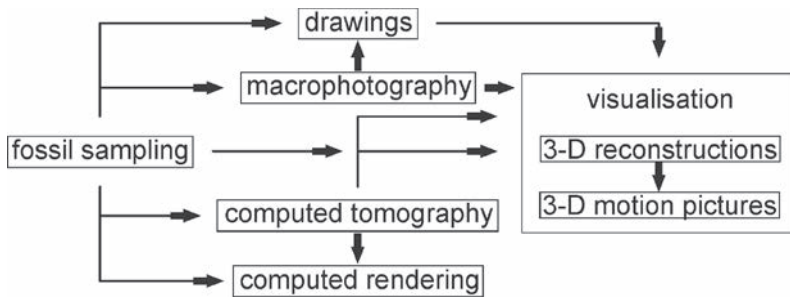 drawings
macrophotography
visualisation
fossil sampling
3-D reconstructions
3-D motion pictures
computed tomography
computed rendering